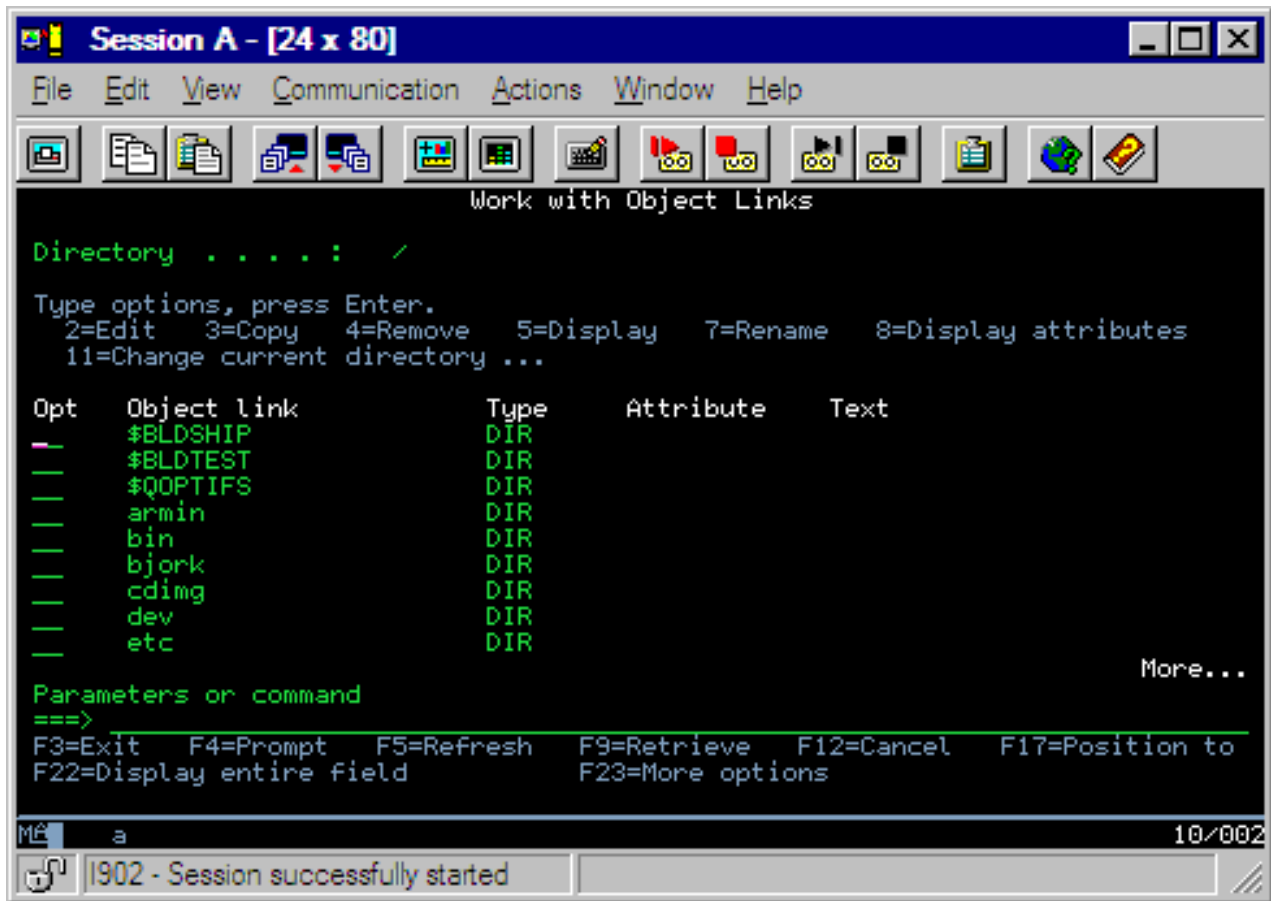 Session A - [24 x 80]
File Edit View Communication Actions Window Help
Work with Object Links
Directory . . . . : /
Type options, press Enter.
2=Edit 3=Copy 4=Remove 5=Display 7=Rename 8=Display attributes
11=Change current directory ...
Opt Object link Type Attribute Text
$BLDSHIP DIR
$BLDTEST DIR
$QOPTIFS DIR
armin DIR
bin DIR
bjork DIR
cdimg DIR
dev DIR
etc DIR
More...
Parameters or command
===>
F3=Exit F4=Prompt F5=Refresh F9=Retrieve F12=Cancel F17=Position to
F22=Display entire field F23=More options
a 10/002
I902 - Session successfully started